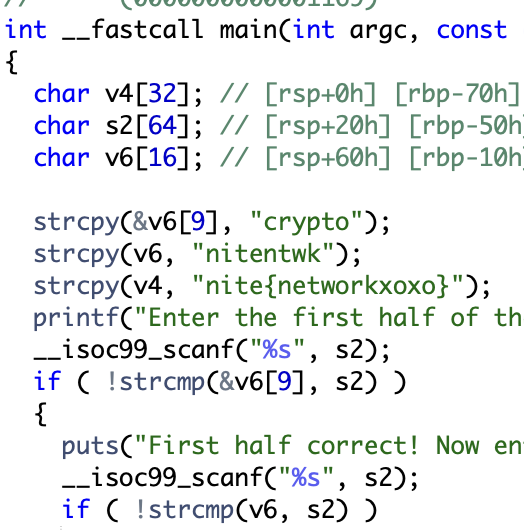 int __fastcall main(int argc, const
{
char v4[32]; // [rsp+0h] [rbp-70h]
char s2[64]; // [rsp+20h] [rbp-50h]
char v6[16]; // [rsp+60h] [rbp-10h]
strcpy(&v6[9], "crypto");
strcpy(v6, "nitentwk");
strcpy(v4, "nite{networkxoxo}");
printf("Enter the first half of th
__isoc99_scanf("%s", s2);
if ( !strcmp(&v6[9], s2) )
{
puts("First half correct! Now en
__isoc99_scanf("%s", s2);
if ( !strcmp(v6, s2) )